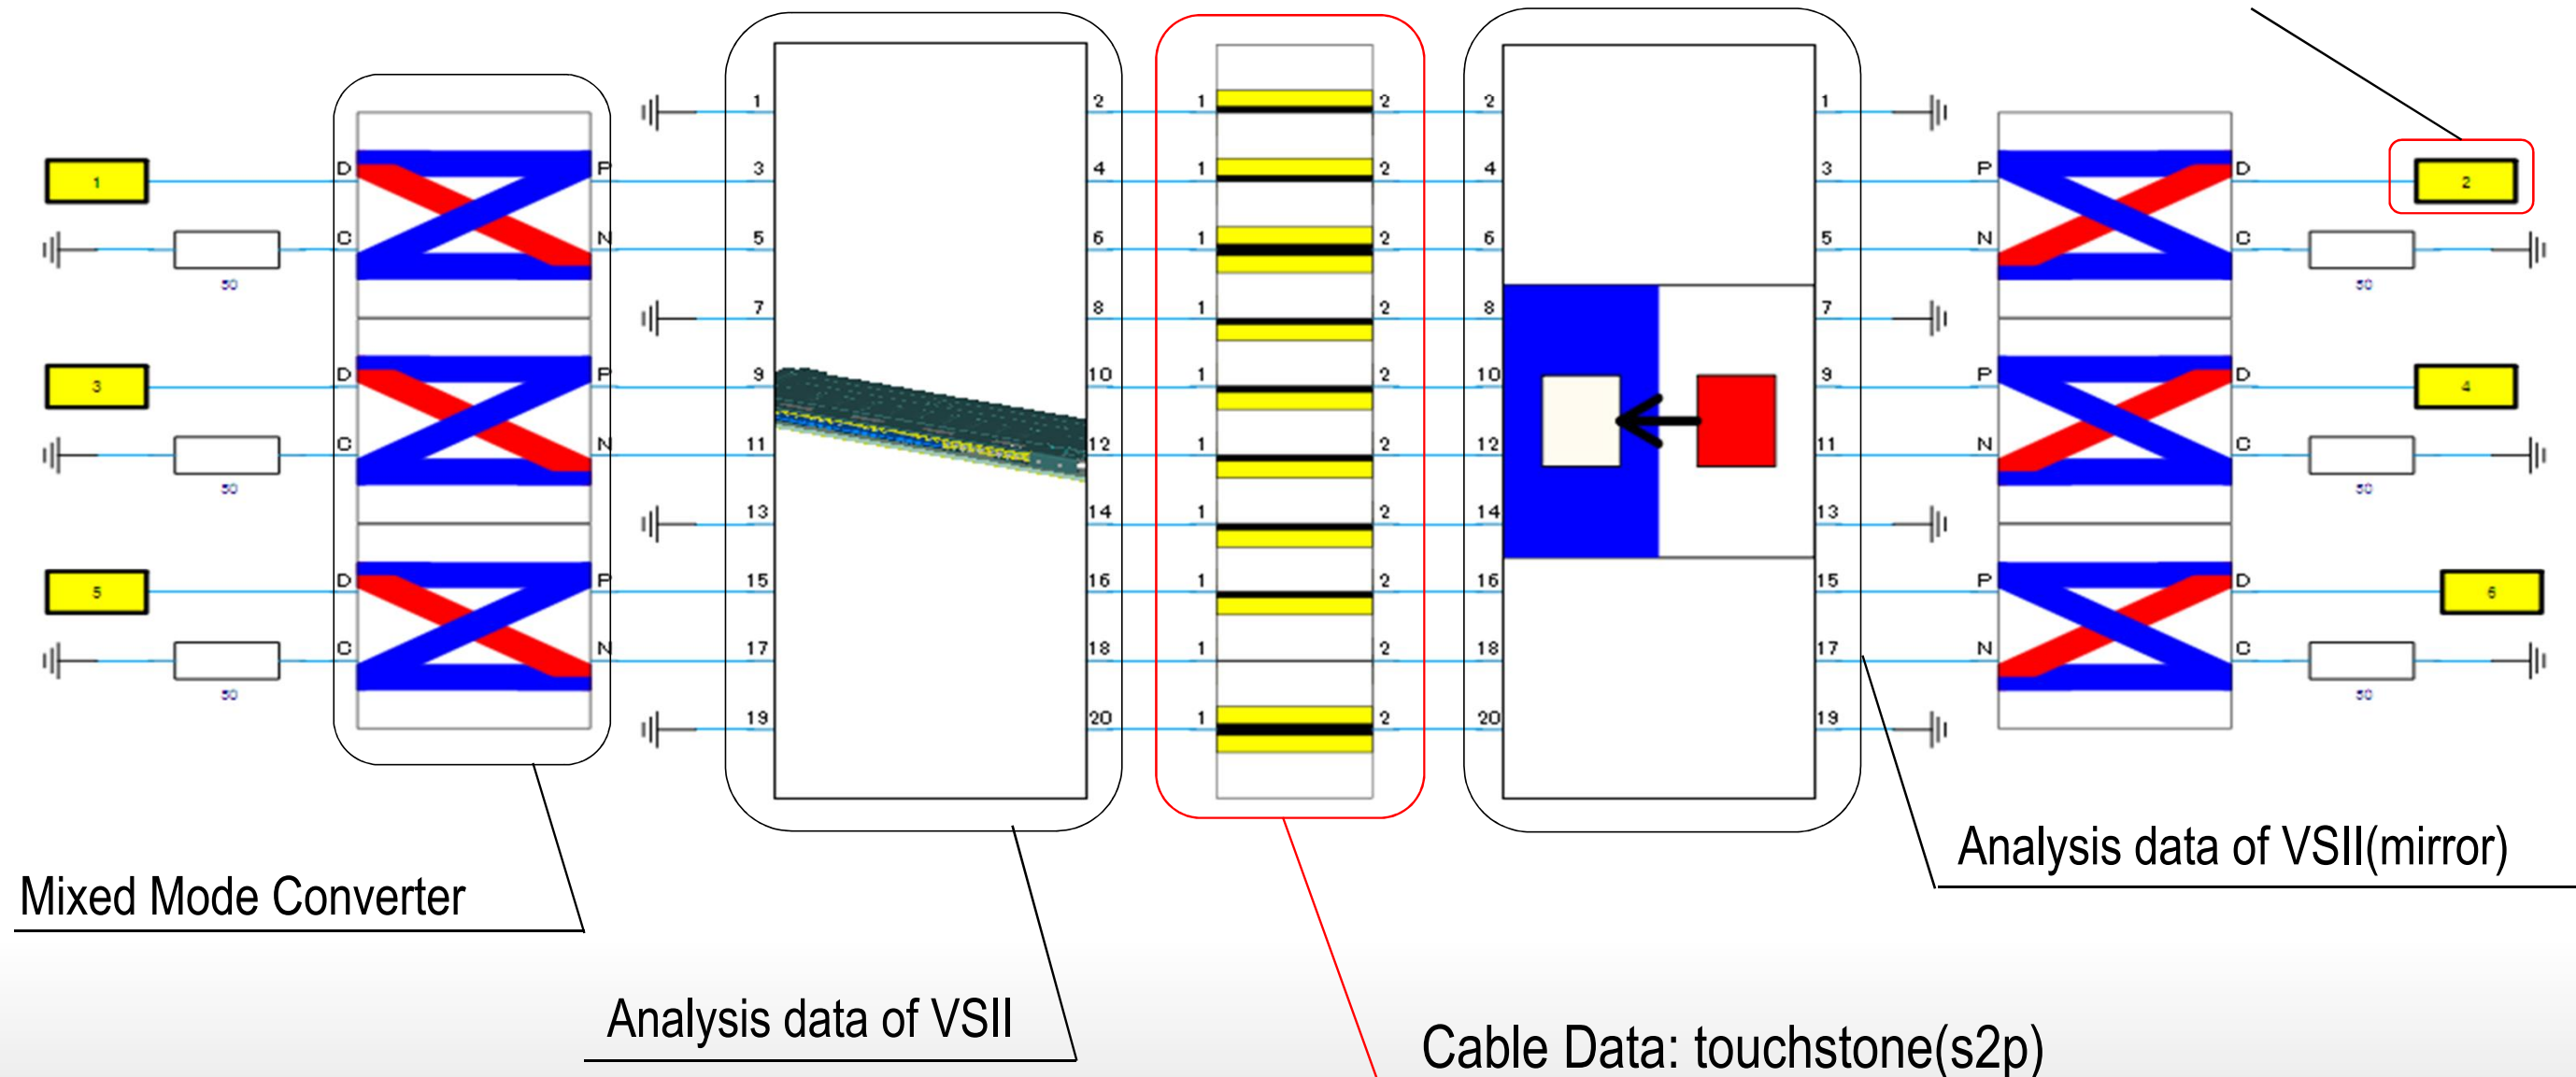 1 2 1 2 2 1
1 D P 3 4 1 2 4 3 P D 2
C N 5 6 1 2 6 5 N C
50 50
7 8 1 2 8 7
3 D P 9 10 1 2 10 9 P D 4
C N 11 12 1 2 12 11 N C
50 50
13 14 1 2 14 13
5 D P 15 16 1 2 16 15 P D 6
C N 17 18 1 2 18 17 N C
50 50
19 20 1 2 20 19
Analysis data of VSII(mirror)
Mixed Mode Converter
Analysis data of VSII
Cable Data: touchstone(s2p)